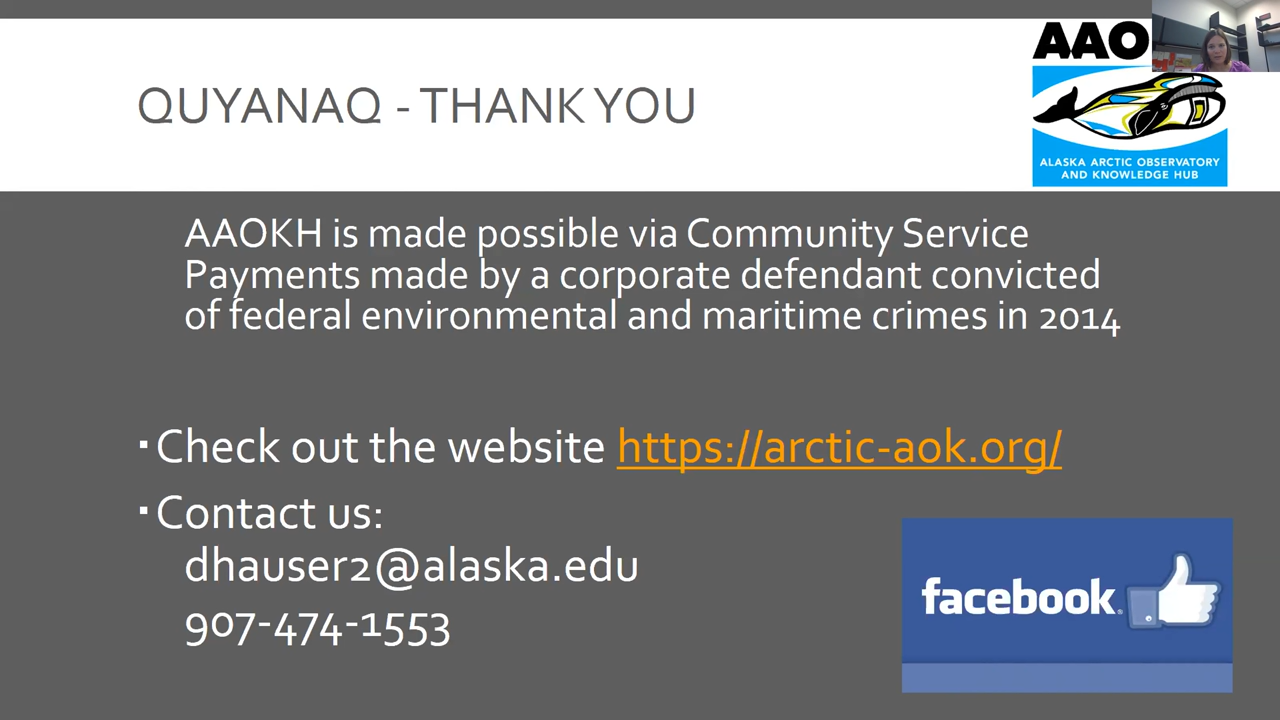 AAO
QUYANAQ - THANK YOU
ALASKA ARCTIC OBSERVATORY
AND KNOWLEDGE HUB
AAOKH is made possible via Community Service
Payments made by a corporate defendant convicted
of federal environmental and maritime crimes in 2014
▪ Check out the website https://arctic-aok.org/
▪ Contact us:
dhauser2@alaska.edu
907-474-1553
facebook